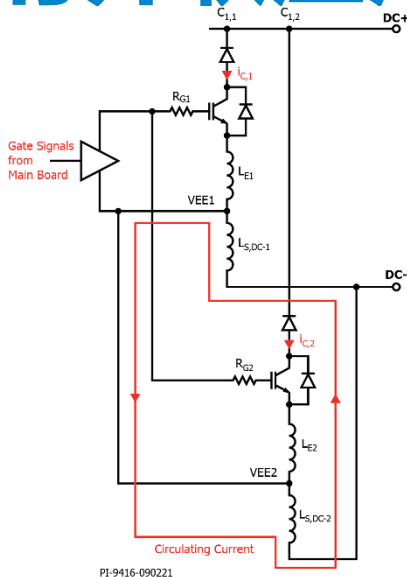 C1,1
C1,2
DC+
iC,1
RG1
Gate Signals
from
Main Board
LE1
VEE1
LS,DC-1
DC-
iC,2
RG2
LE2
VEE2
LS,DC-2
Circulating Current
PI-9416-090221